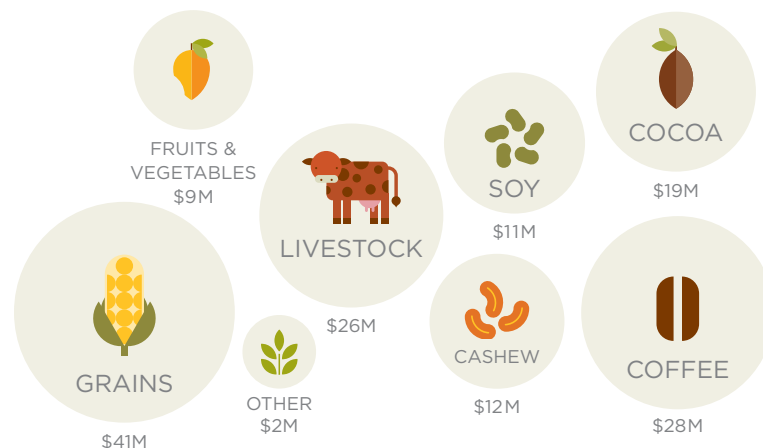 FRUITS &
VEGETABLES
$9M
LIVESTOCK
$26M
SOY
$11M
COCOA
$19M
GRAINS
$41M
OTHER
$2M
CASHEW
$12M
COFFEE
$28M